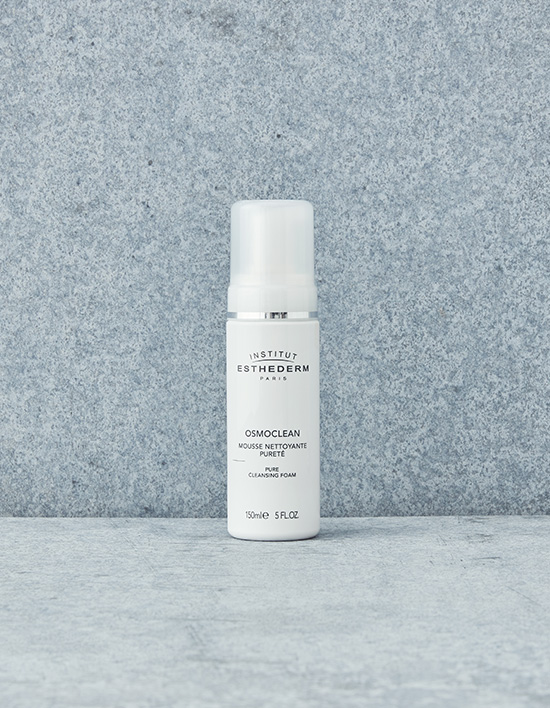 INSTITUT
ESTHEDERM
PARIS
OSMOCLEAN
MOUSSE NETTOYANTE
PURETÉ
PURE
CLEANSING FOAM
150ml℮ 5 FL.OZ.